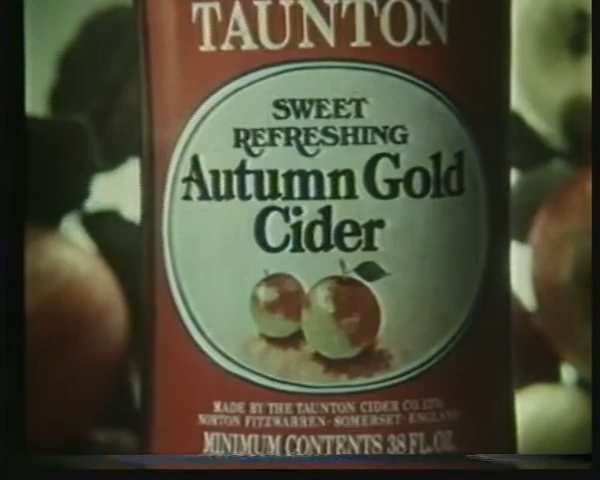 TAUNTON
SWEET
REFRESHING
Autumn Gold
Cider
MADE BY THE TAUNTON CIDER CO. LTD.
NORTON FITZWARREN · SOMERSET · ENGLAND
MINIMUM CONTENTS 38 FL. OZ.